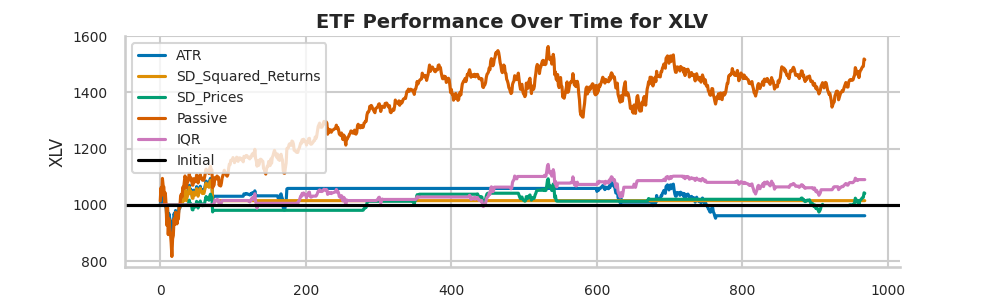 ETF Performance Over Time for XLV
1600
1400
1200
1000
800
XLV
ATR
SD_Squared_Returns
SD_Prices
Passive
IQR
Initial
0 200 400 600 800 1000